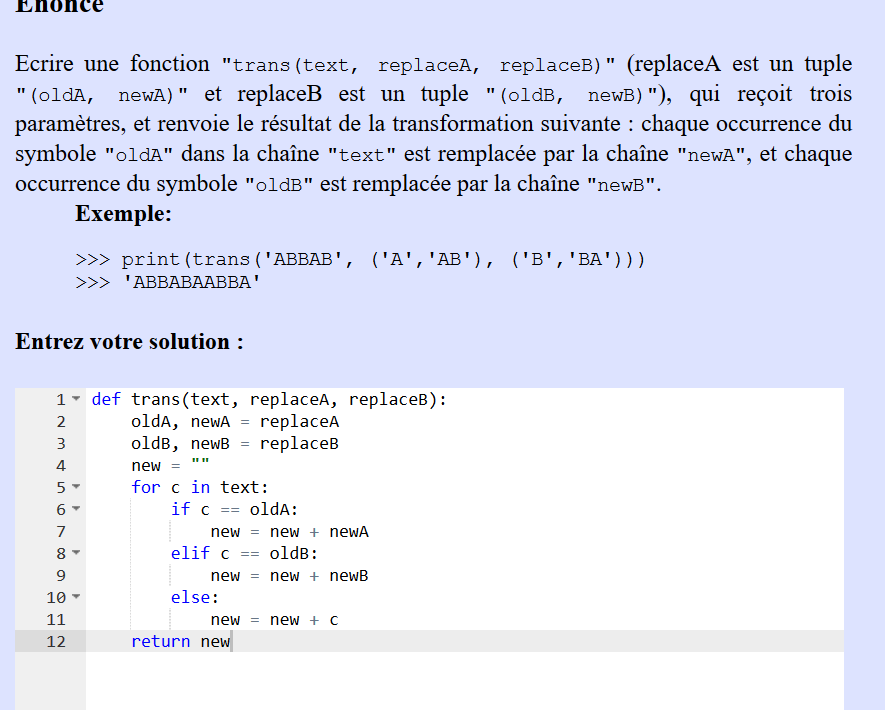 Enoncé
Ecrire une fonction "trans(text, replaceA, replaceB)" (replaceA est un tuple
"(oldA, newA)" et replaceB est un tuple "(oldB, newB)"), qui reçoit trois
paramètres, et renvoie le résultat de la transformation suivante : chaque occurrence du
symbole "oldA" dans la chaîne "text" est remplacée par la chaîne "newA", et chaque
occurrence du symbole "oldB" est remplacée par la chaîne "newB".
Exemple:
>>> print(trans('ABBAB', ('A','AB'), ('B','BA')))
>>> 'ABBABAABBA'
Entrez votre solution :
1 def trans(text, replaceA, replaceB):
2     oldA, newA = replaceA
3     oldB, newB = replaceB
4     new = ""
5     for c in text:
6         if c == oldA:
7             new = new + newA
8         elif c == oldB:
9             new = new + newB
10         else:
11             new = new + c
12     return new